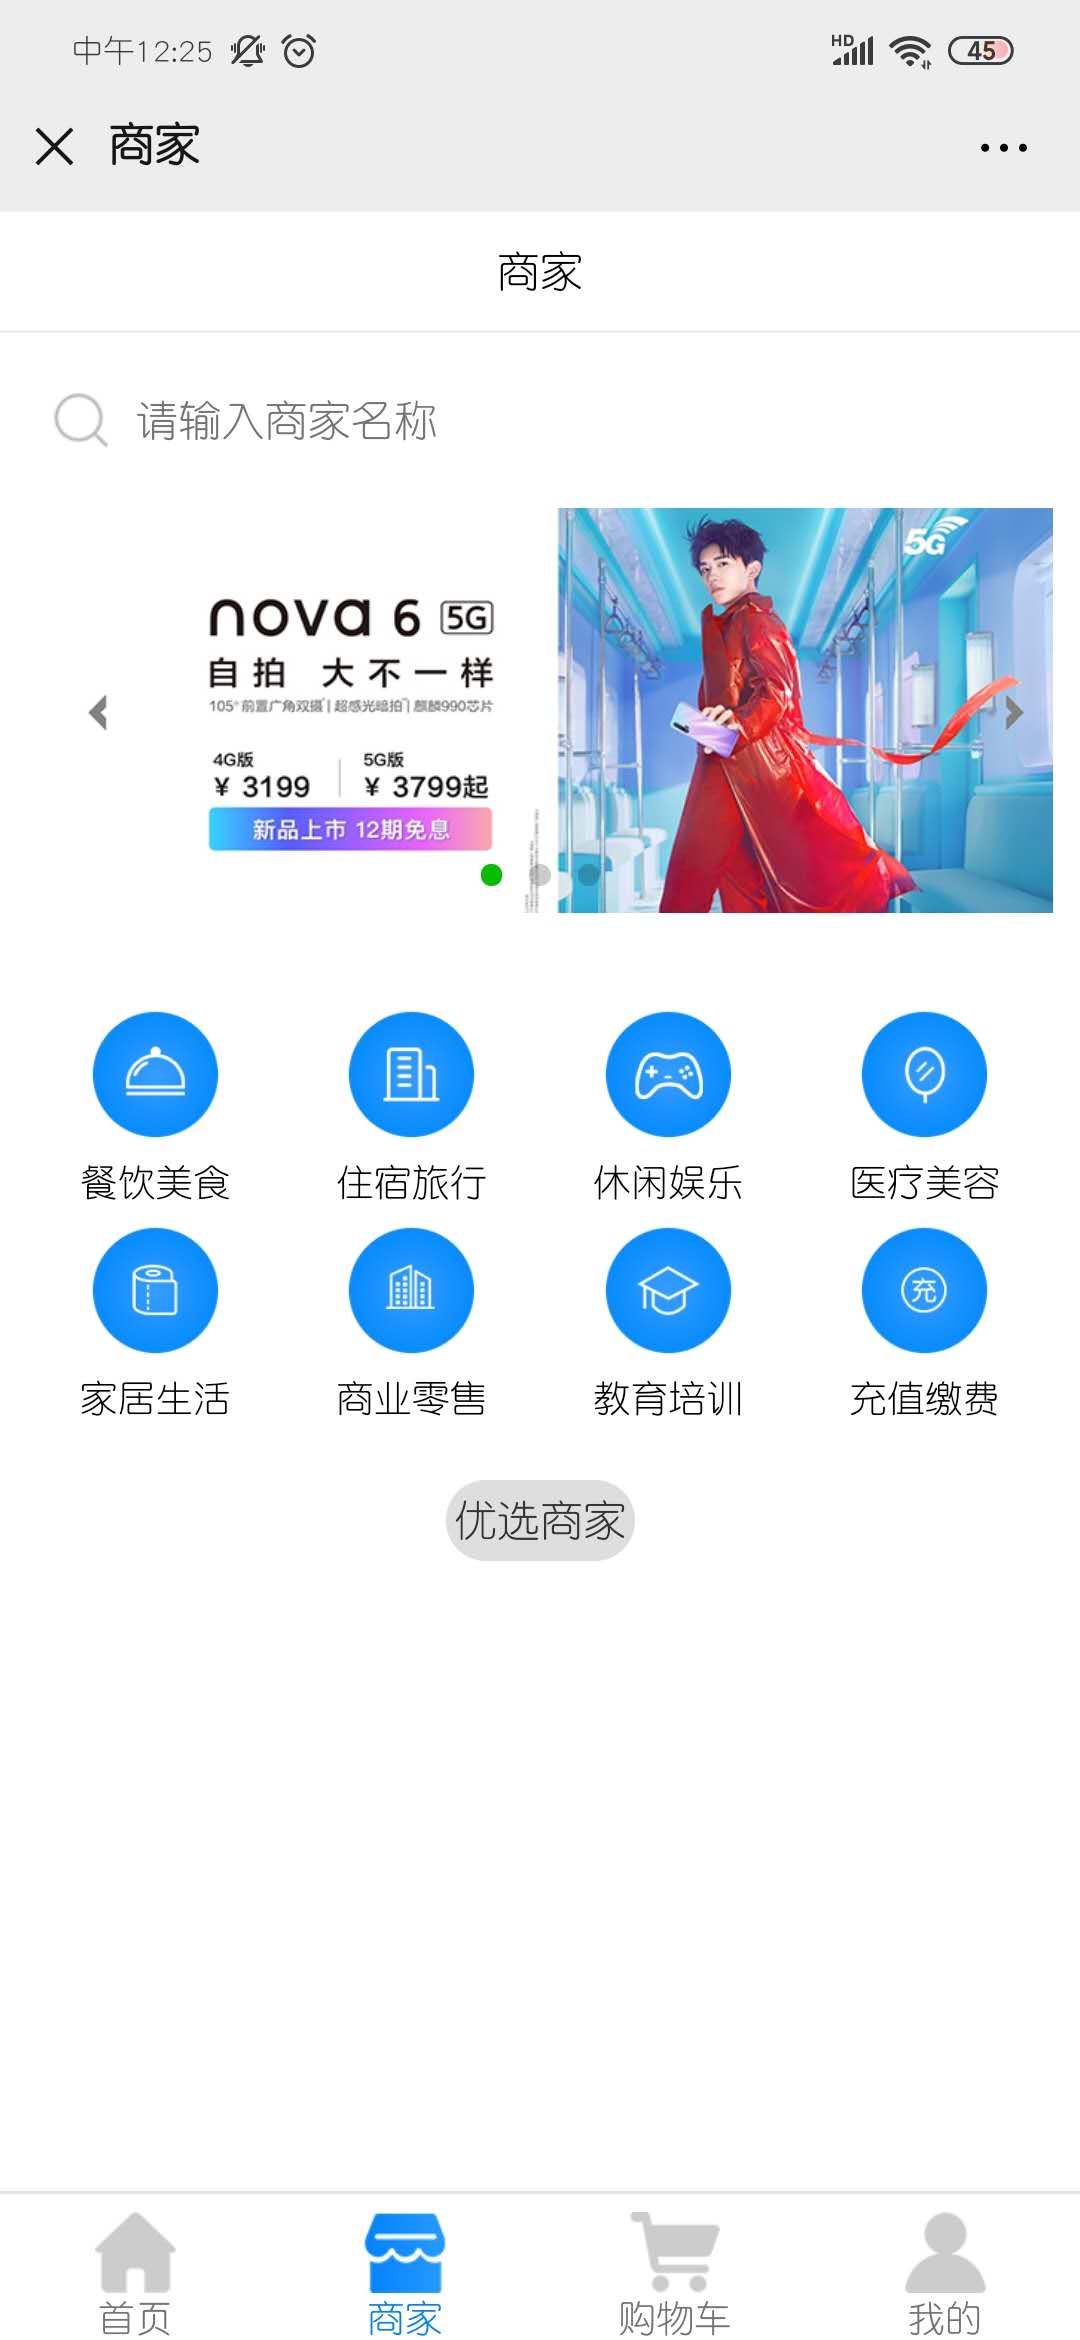 中午12:25
HD
45
商家
商家
请输入商家名称
5G
nova 6 5G
自拍 大不一样
105°前置广角双摄 | 超感光暗拍 | 麒麟990芯片
4G版 5G版
¥ 3199 ¥ 3799起
新品上市 12期免息
餐饮美食 住宿旅行 休闲娱乐 医疗美容
充
家居生活 商业零售 教育培训 充值缴费
优选商家
首页 商家 购物车 我的